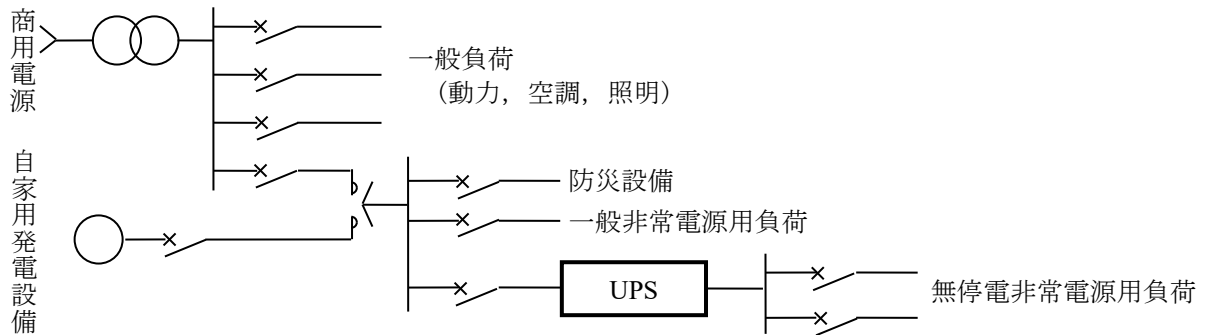 商用電源
一般負荷
（動力，空調，照明）
自家用発電設備
防災設備
一般非常電源用負荷
UPS
無停電非常電源用負荷